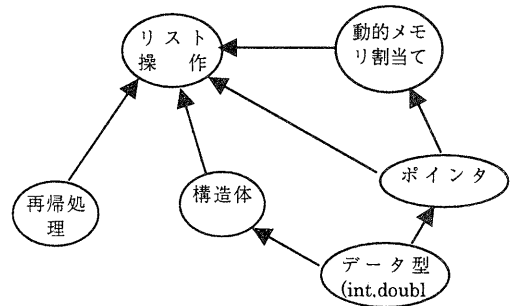 リスト
操作
動的メモ
リ割当て
ポインタ
構造体
再帰処
理
データ型
(int.doubl